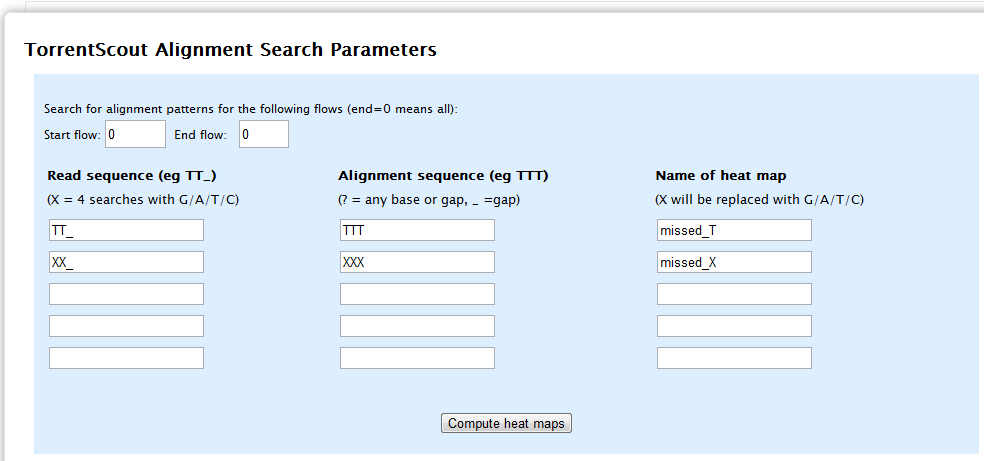 TorrentScout Alignment Search Parameters
Search for alignment patterns for the following flows (end=0 means all):
Start flow: 0 End flow: 0
Read sequence (eg TT_) Alignment sequence (eg TTT) Name of heat map
(X = 4 searches with G/A/T/C) (? = any base or gap, _ =gap) (X will be replaced with G/A/T/C)
TT_ TTT missed_T
XX_ XXX missed_X
Compute heat maps